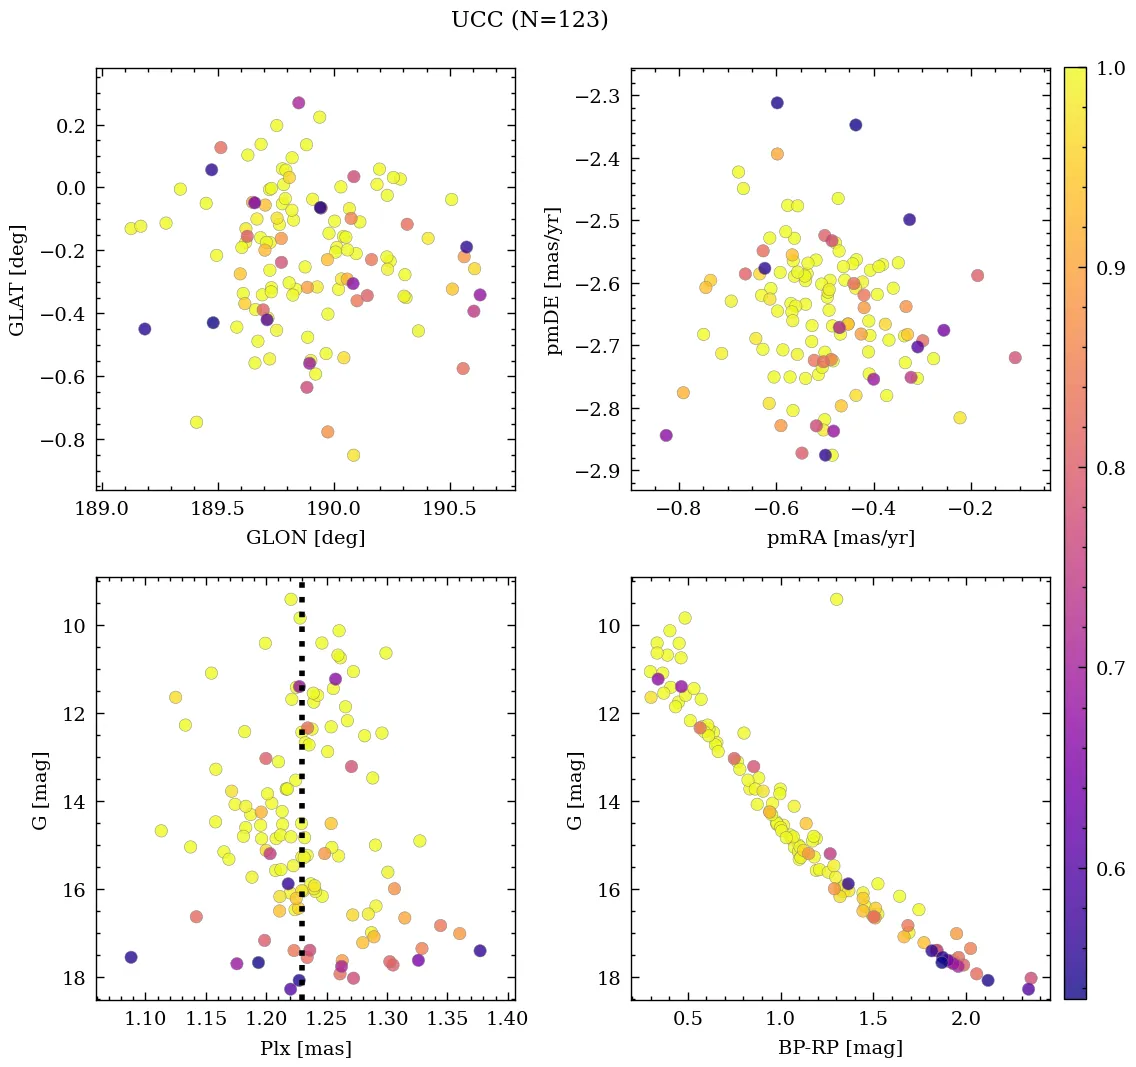 UCC (N=123)
0.2
0.0
−0.2
−0.4
−0.6
−0.8
GLAT [deg]
189.0 189.5 190.0 190.5
GLON [deg]
−2.3
−2.4
−2.5
−2.6
−2.7
−2.8
−2.9
pmDE [mas/yr]
−0.8 −0.6 −0.4 −0.2
pmRA [mas/yr]
1.0
0.9
0.8
0.7
0.6
10
12
14
16
18
G [mag]
1.10 1.15 1.20 1.25 1.30 1.35 1.40
Plx [mas]
10
12
14
16
18
G [mag]
0.5 1.0 1.5 2.0
BP-RP [mag]